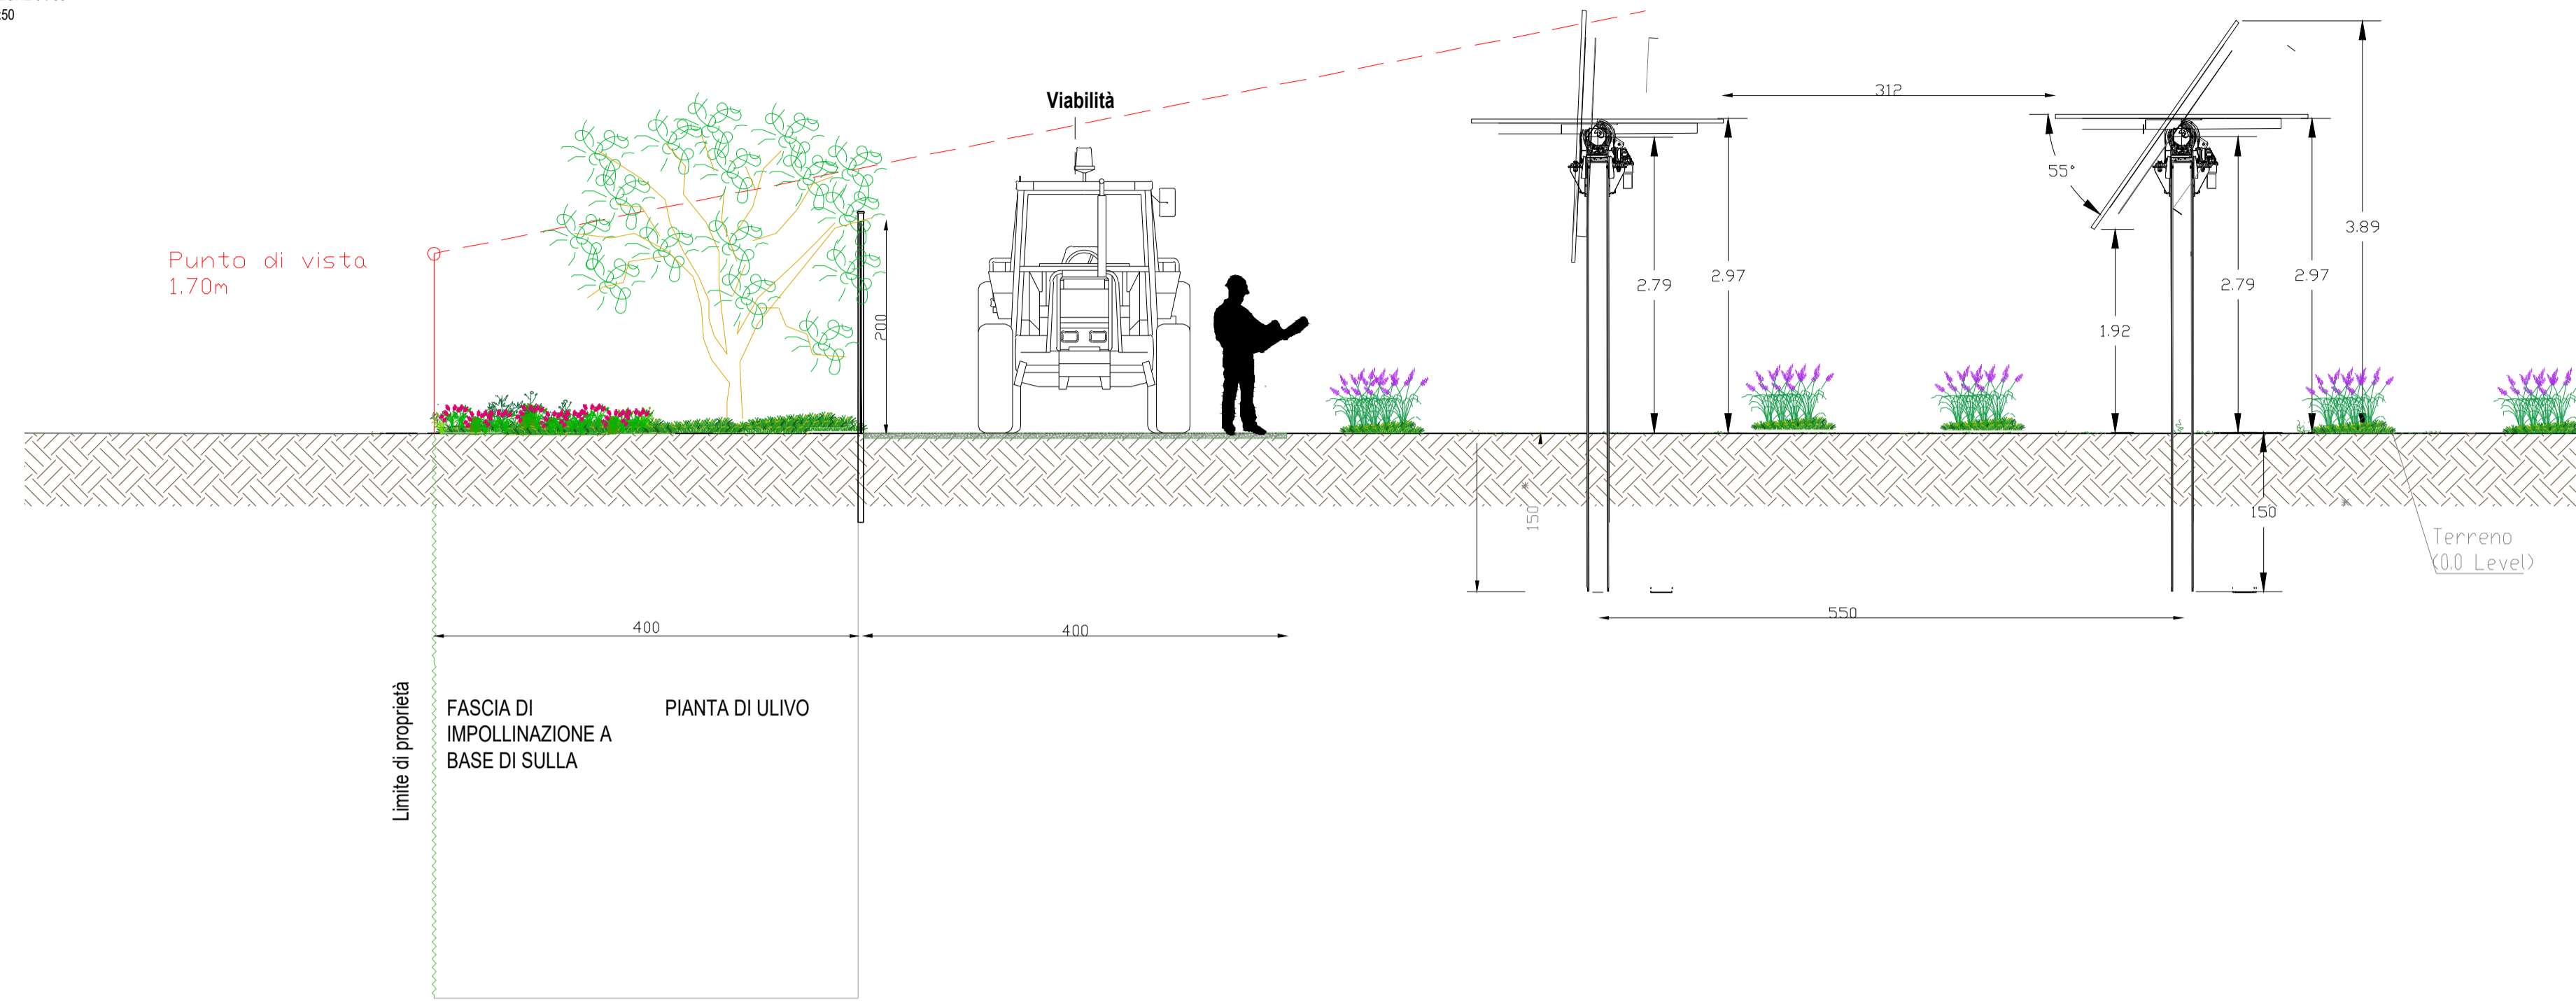 :50
Viabilità
312
55°
3.89
Punto di vista
1.70m
2.79
2.97
2.79
2.97
1.92
200
150
*
150
*
Terreno
(0.0 Level)
400
400
550
Limite di proprietà
FASCIA DI
IMPOLLINAZIONE A
BASE DI SULLA
PIANTA DI ULIVO